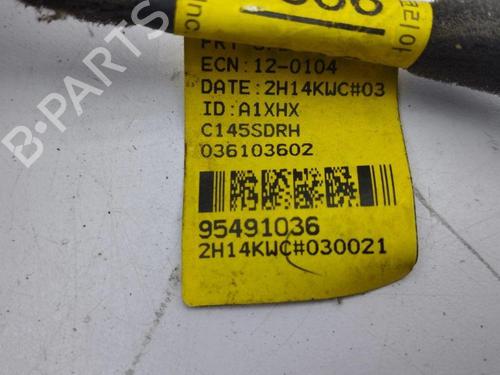 ECN:12-0104
DATE:2H14KWC#03
ID:A1XHX
C145SDRH
036103602
95491036
2H14KWC#030021
B-PARTS